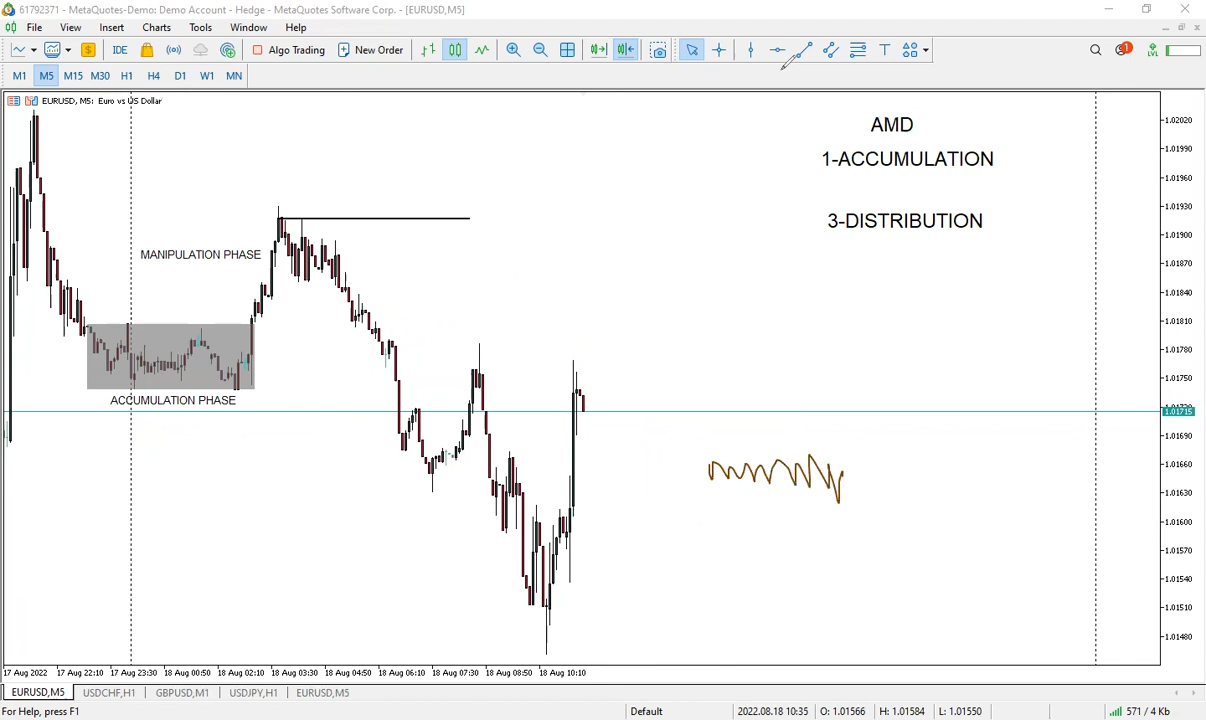 61792371 - MetaQuotes-Demo: Demo Account - Hedge - MetaQuotes Software Corp. - [EURUSD,M5]
File View Insert Charts Tools Window Help
IDE Algo Trading New Order 1 LVL
M1 M5 M15 M30 H1 H4 D1 W1 MN
EURUSD, M5: Euro vs US Dollar
AMD
1-ACCUMULATION
3-DISTRIBUTION
MANIPULATION PHASE
ACCUMULATION PHASE
1.02020
1.01990
1.01960
1.01930
1.01900
1.01870
1.01840
1.01810
1.01780
1.01750
1.01715
1.01690
1.01660
1.01630
1.01600
1.01570
1.01540
1.01510
1.01480
17 Aug 2022 17 Aug 22:10 17 Aug 23:30 18 Aug 00:50 18 Aug 02:10 18 Aug 03:30 18 Aug 04:50 18 Aug 06:10 18 Aug 07:30 18 Aug 08:50 18 Aug 10:10
EURUSD,M5 USDCHF,H1 GBPUSD,M1 USDJPY,H1 EURUSD,M5
For Help, press F1 Default 2022.08.18 10:35 O: 1.01566 H: 1.01584 L: 1.01550 571 / 4 Kb